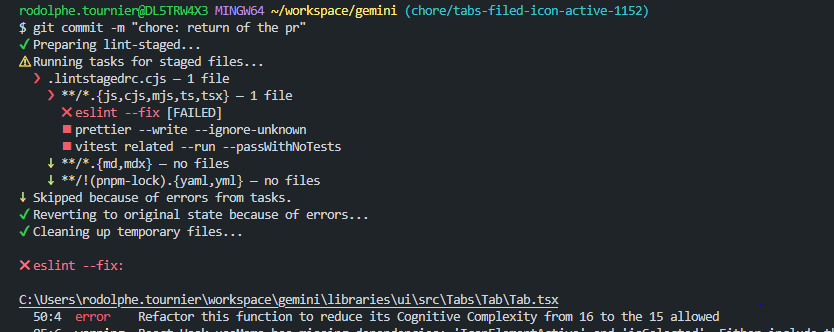 rodolphe.tournier@DL5TRW4X3 MINGW64 ~/workspace/gemini (chore/tabs-filed-icon-active-1152)
$ git commit -m "chore: return of the pr"
✓ Preparing lint-staged...
⚠ Running tasks for staged files...
❯ .lintstagedrc.cjs — 1 file
❯ **/*.{js,cjs,mjs,ts,tsx} — 1 file
✖ eslint --fix [FAILED]
■ prettier --write --ignore-unknown
■ vitest related --run --passWithNoTests
↓ **/*.{md,mdx} — no files
↓ **/!(pnpm-lock).{yaml,yml} — no files
↓ Skipped because of errors from tasks.
✓ Reverting to original state because of errors...
✓ Cleaning up temporary files...
✖ eslint --fix:
C:\Users\rodolphe.tournier\workspace\gemini\libraries\ui\src\Tabs\Tab\Tab.tsx
50:4 error Refactor this function to reduce its Cognitive Complexity from 16 to the 15 allowed